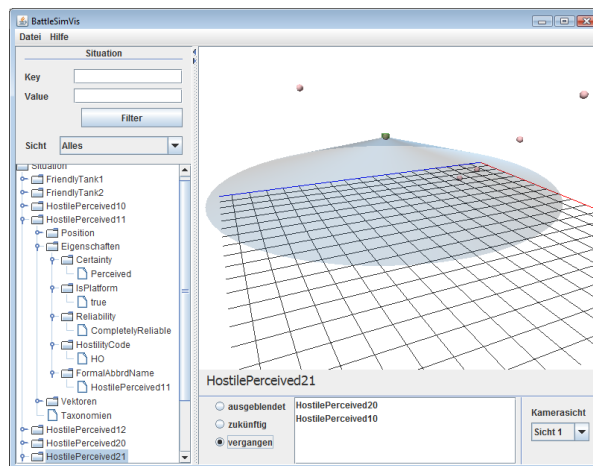 BattleSimVis
Datei Hilfe
Situation
Key
Value
Filter
Sicht Alles
Situation
FriendlyTank1
FriendlyTank2
HostilePerceived10
HostilePerceived11
Position
Eigenschaften
Certainty
Perceived
IsPlatform
true
Reliability
CompletelyReliable
HostilityCode
HO
FormalAbbrdName
HostilePerceived11
Vektoren
Taxonomien
HostilePerceived12
HostilePerceived20
HostilePerceived21
HostilePerceived21
ausgeblendet
zukünftig
vergangen
HostilePerceived20
HostilePerceived10
Kamerasicht
Sicht 1